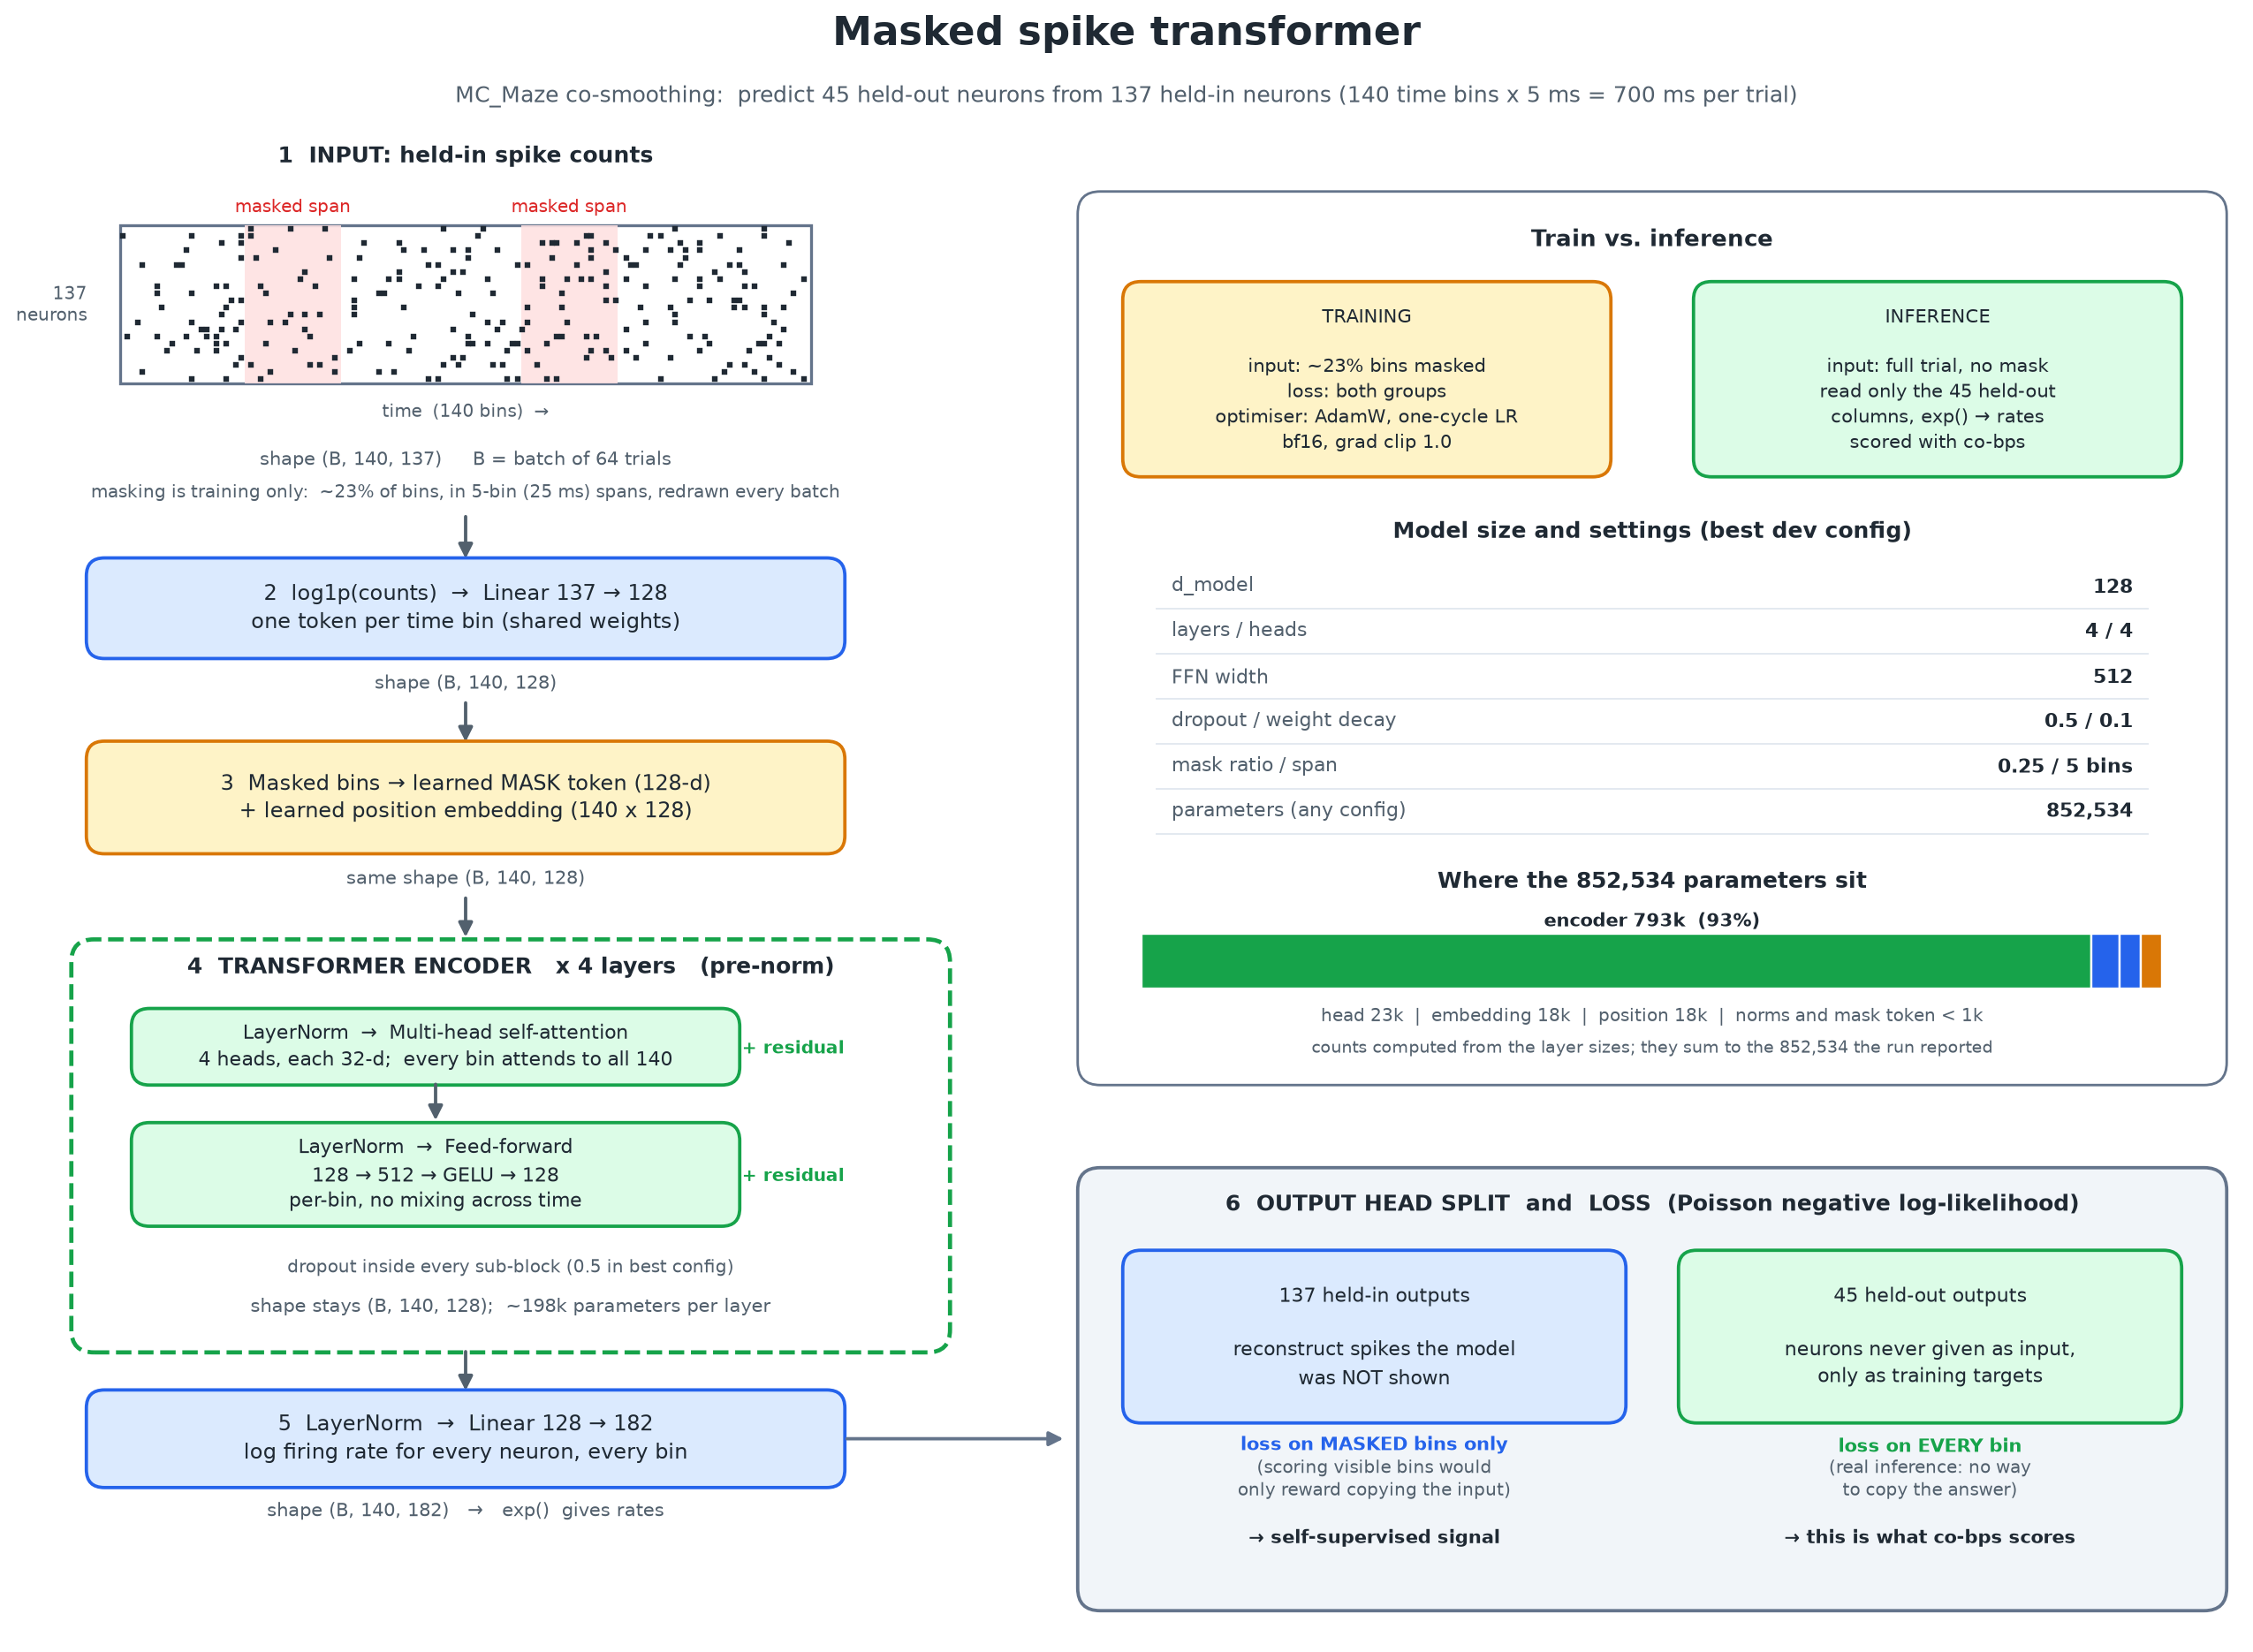 Masked spike transformer
MC_Maze co-smoothing:  predict 45 held-out neurons from 137 held-in neurons (140 time bins x 5 ms = 700 ms per trial)
1  INPUT: held-in spike counts
masked span
masked span
137
neurons
time  (140 bins)  →
shape (B, 140, 137)     B = batch of 64 trials
masking is training only:  ~23% of bins, in 5-bin (25 ms) spans, redrawn every batch
2  log1p(counts)  →  Linear 137 → 128
one token per time bin (shared weights)
shape (B, 140, 128)
3  Masked bins → learned MASK token (128-d)
+ learned position embedding (140 x 128)
same shape (B, 140, 128)
4  TRANSFORMER ENCODER   x 4 layers   (pre-norm)
LayerNorm  →  Multi-head self-attention
4 heads, each 32-d;  every bin attends to all 140
+ residual
LayerNorm  →  Feed-forward
128 → 512 → GELU → 128
per-bin, no mixing across time
+ residual
dropout inside every sub-block (0.5 in best config)
shape stays (B, 140, 128);  ~198k parameters per layer
5  LayerNorm  →  Linear 128 → 182
log firing rate for every neuron, every bin
shape (B, 140, 182)   →   exp()  gives rates
Train vs. inference
TRAINING
input: ~23% bins masked
loss: both groups
optimiser: AdamW, one-cycle LR
bf16, grad clip 1.0
INFERENCE
input: full trial, no mask
read only the 45 held-out
columns, exp() → rates
scored with co-bps
Model size and settings (best dev config)
d_model 128
layers / heads 4 / 4
FFN width 512
dropout / weight decay 0.5 / 0.1
mask ratio / span 0.25 / 5 bins
parameters (any config) 852,534
Where the 852,534 parameters sit
encoder 793k  (93%)
head 23k  |  embedding 18k  |  position 18k  |  norms and mask token < 1k
counts computed from the layer sizes; they sum to the 852,534 the run reported
6  OUTPUT HEAD SPLIT  and  LOSS  (Poisson negative log-likelihood)
137 held-in outputs
reconstruct spikes the model
was NOT shown
loss on MASKED bins only
(scoring visible bins would
only reward copying the input)
→ self-supervised signal
45 held-out outputs
neurons never given as input,
only as training targets
loss on EVERY bin
(real inference: no way
to copy the answer)
→ this is what co-bps scores